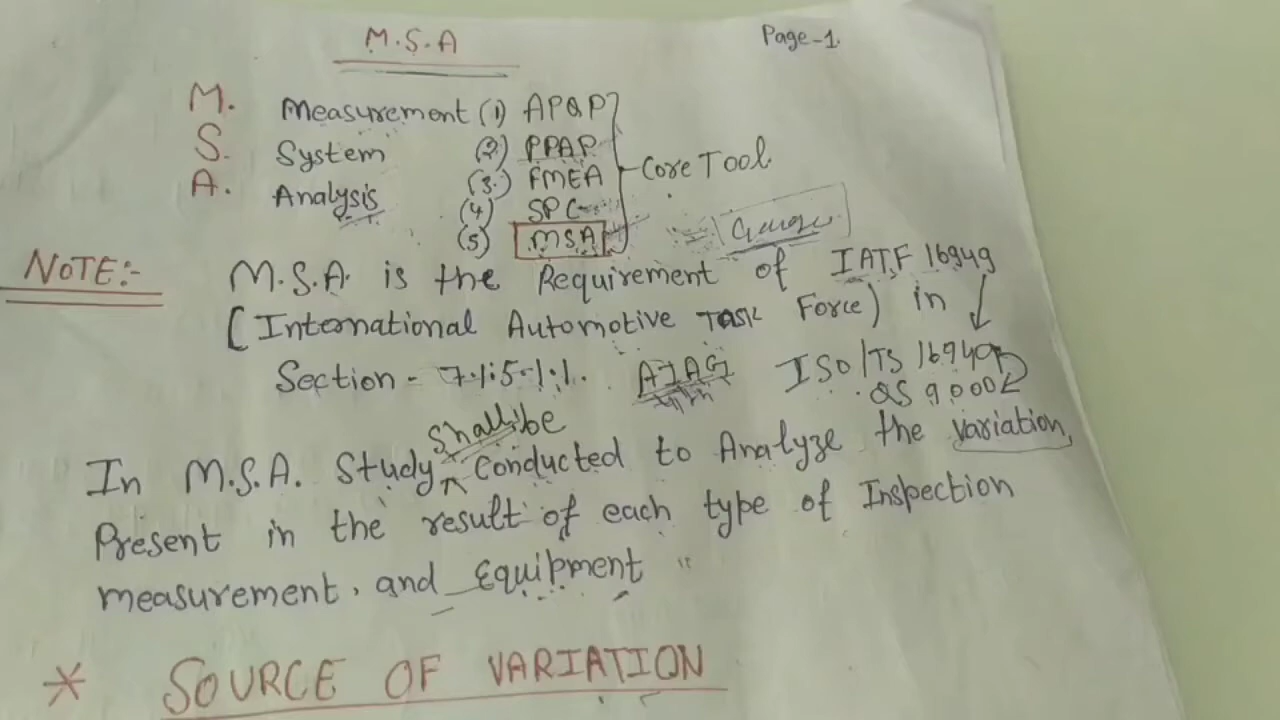 M.S.A
Page-1.
M. Measurement (1) APQP
S. System (2) PPAP
A. Analysis (3.) FMEA
Core Tool
(4) SPC
(5) MSA
NOTE:- M.S.A. is the Requirement of IATF 16949
(International Automotive TASK Force) in
Section - 7.1.5.1.1. AIAG ISO/TS 16949
QS 9000
shall be
In M.S.A. Study conducted to Analyze the variation,
Present in the result of each type of Inspection
measurement, and Equipment "
* SOURCE OF VARIATION